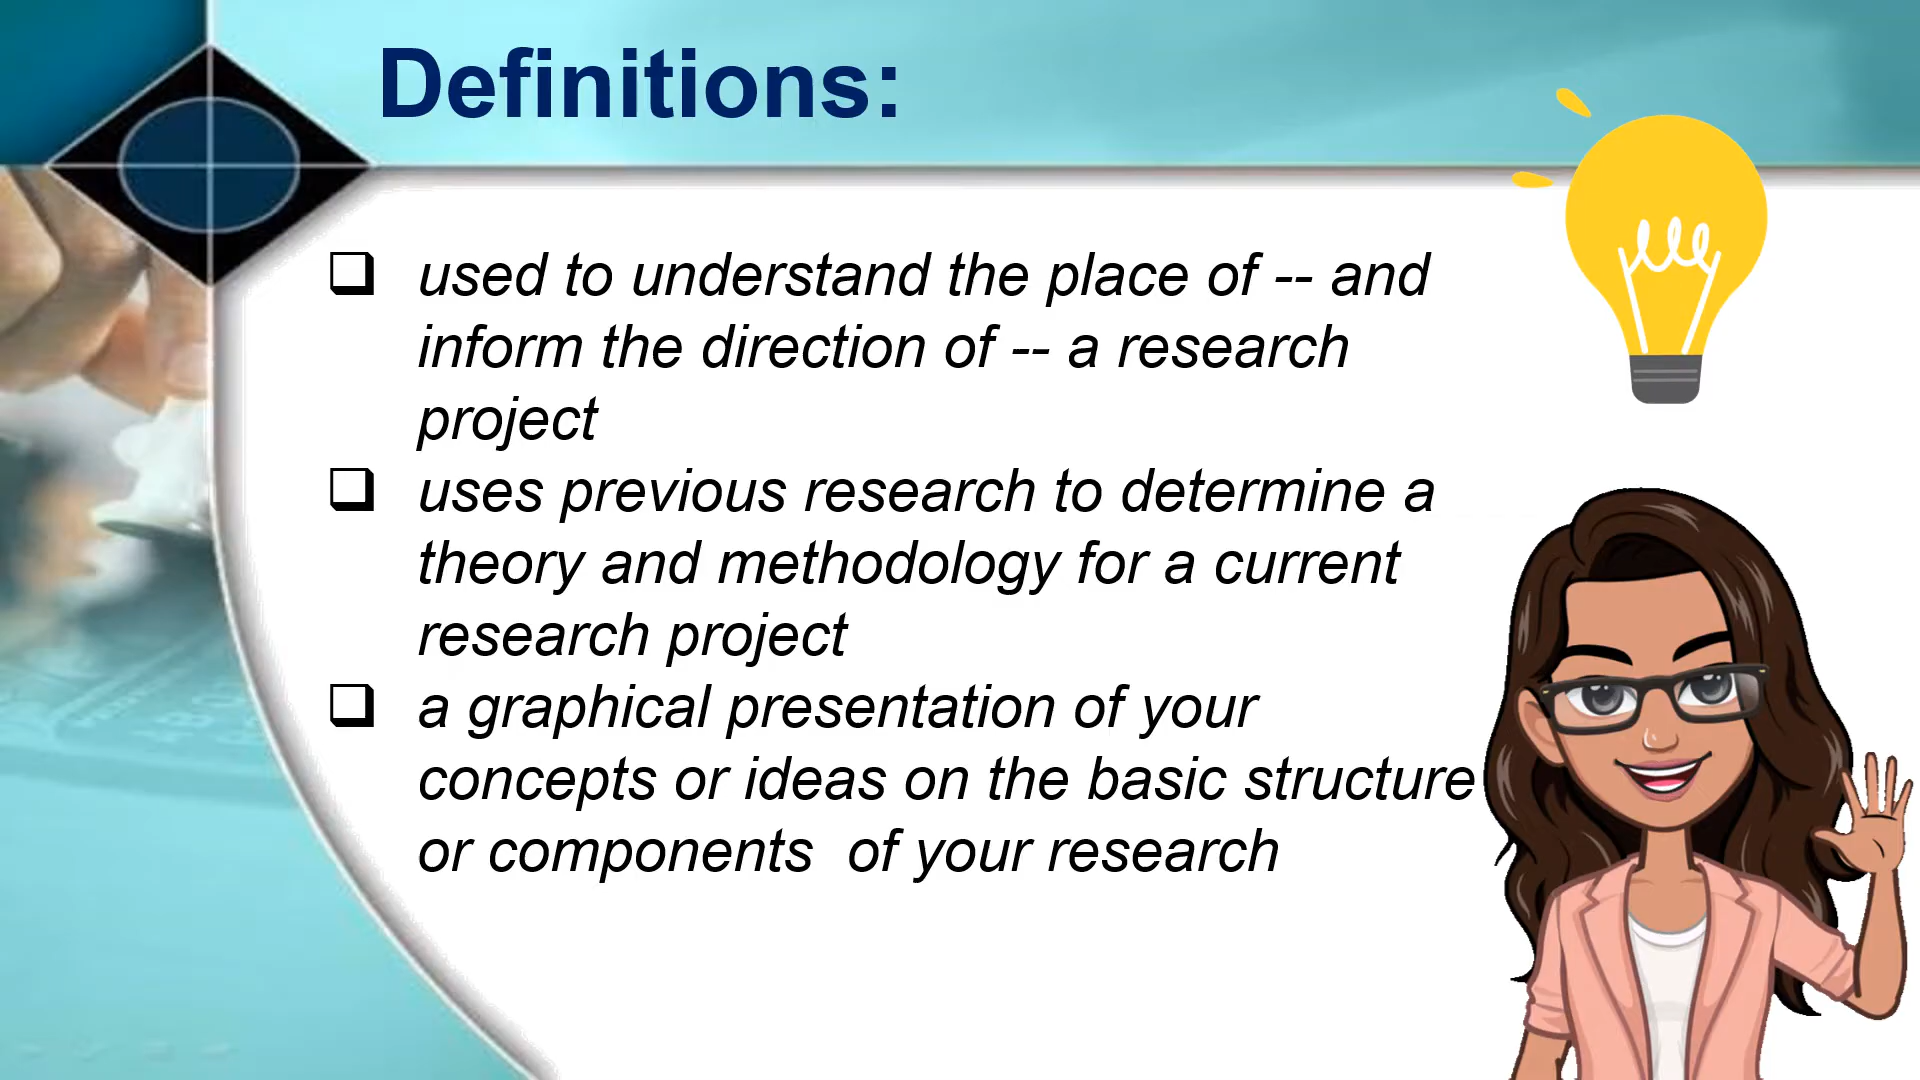 Definitions:
❑ used to understand the place of -- and
inform the direction of -- a research
project
❑ uses previous research to determine a
theory and methodology for a current
research project
❑ a graphical presentation of your
concepts or ideas on the basic structure
or components  of your research